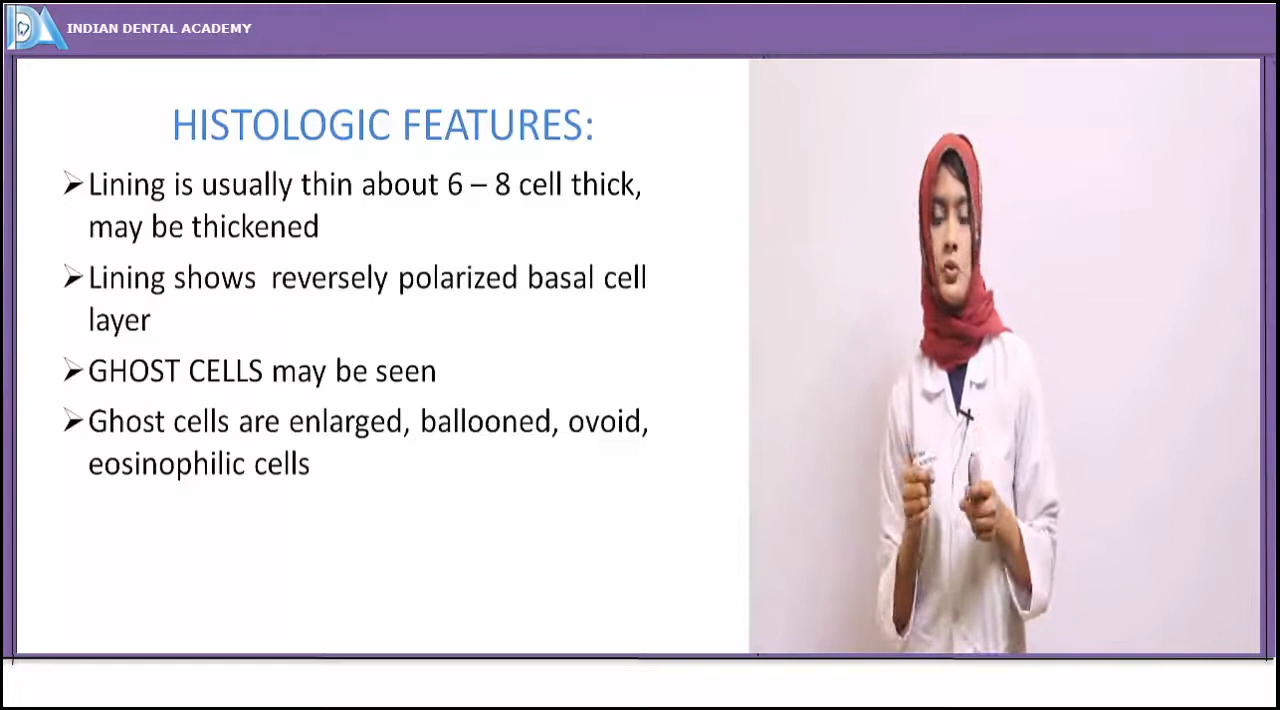 INDIAN DENTAL ACADEMY
HISTOLOGIC FEATURES:
➢Lining is usually thin about 6 – 8 cell thick,
may be thickened
➢Lining shows reversely polarized basal cell
layer
➢GHOST CELLS may be seen
➢Ghost cells are enlarged, ballooned, ovoid,
eosinophilic cells